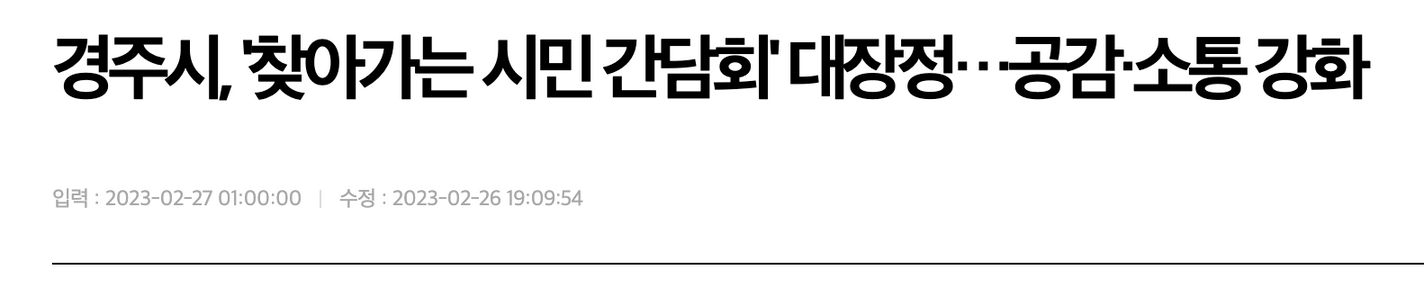 경주시, '찾아가는 시민 간담회' 대장정…공감·소통 강화
입력 : 2023-02-27 01:00:00 | 수정 : 2023-02-26 19:09:54